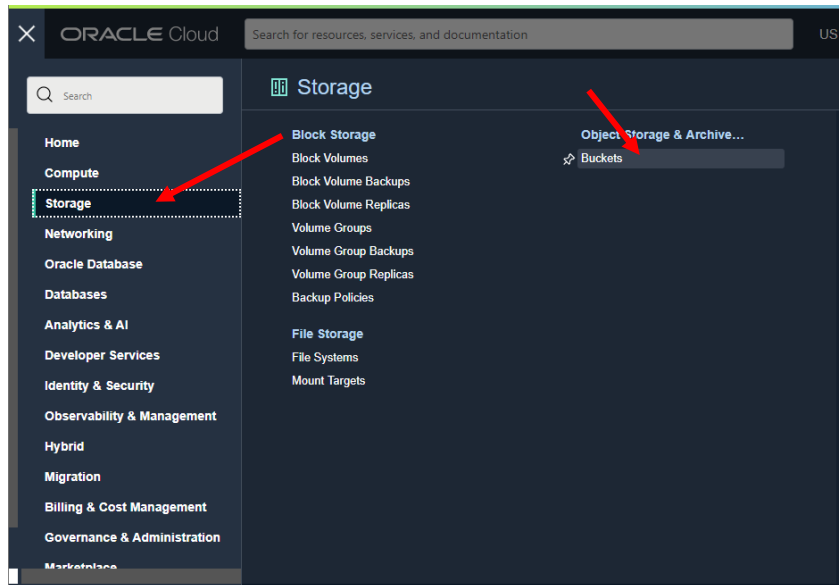 ORACLE Cloud
Search for resources, services, and documentation
US
Search
Home
Compute
Storage
Networking
Oracle Database
Databases
Analytics & AI
Developer Services
Identity & Security
Observability & Management
Hybrid
Migration
Billing & Cost Management
Governance & Administration
Marketplace
Storage
Block Storage
Block Volumes
Block Volume Backups
Block Volume Replicas
Volume Groups
Volume Group Backups
Volume Group Replicas
Backup Policies
File Storage
File Systems
Mount Targets
Object Storage & Archive...
Buckets